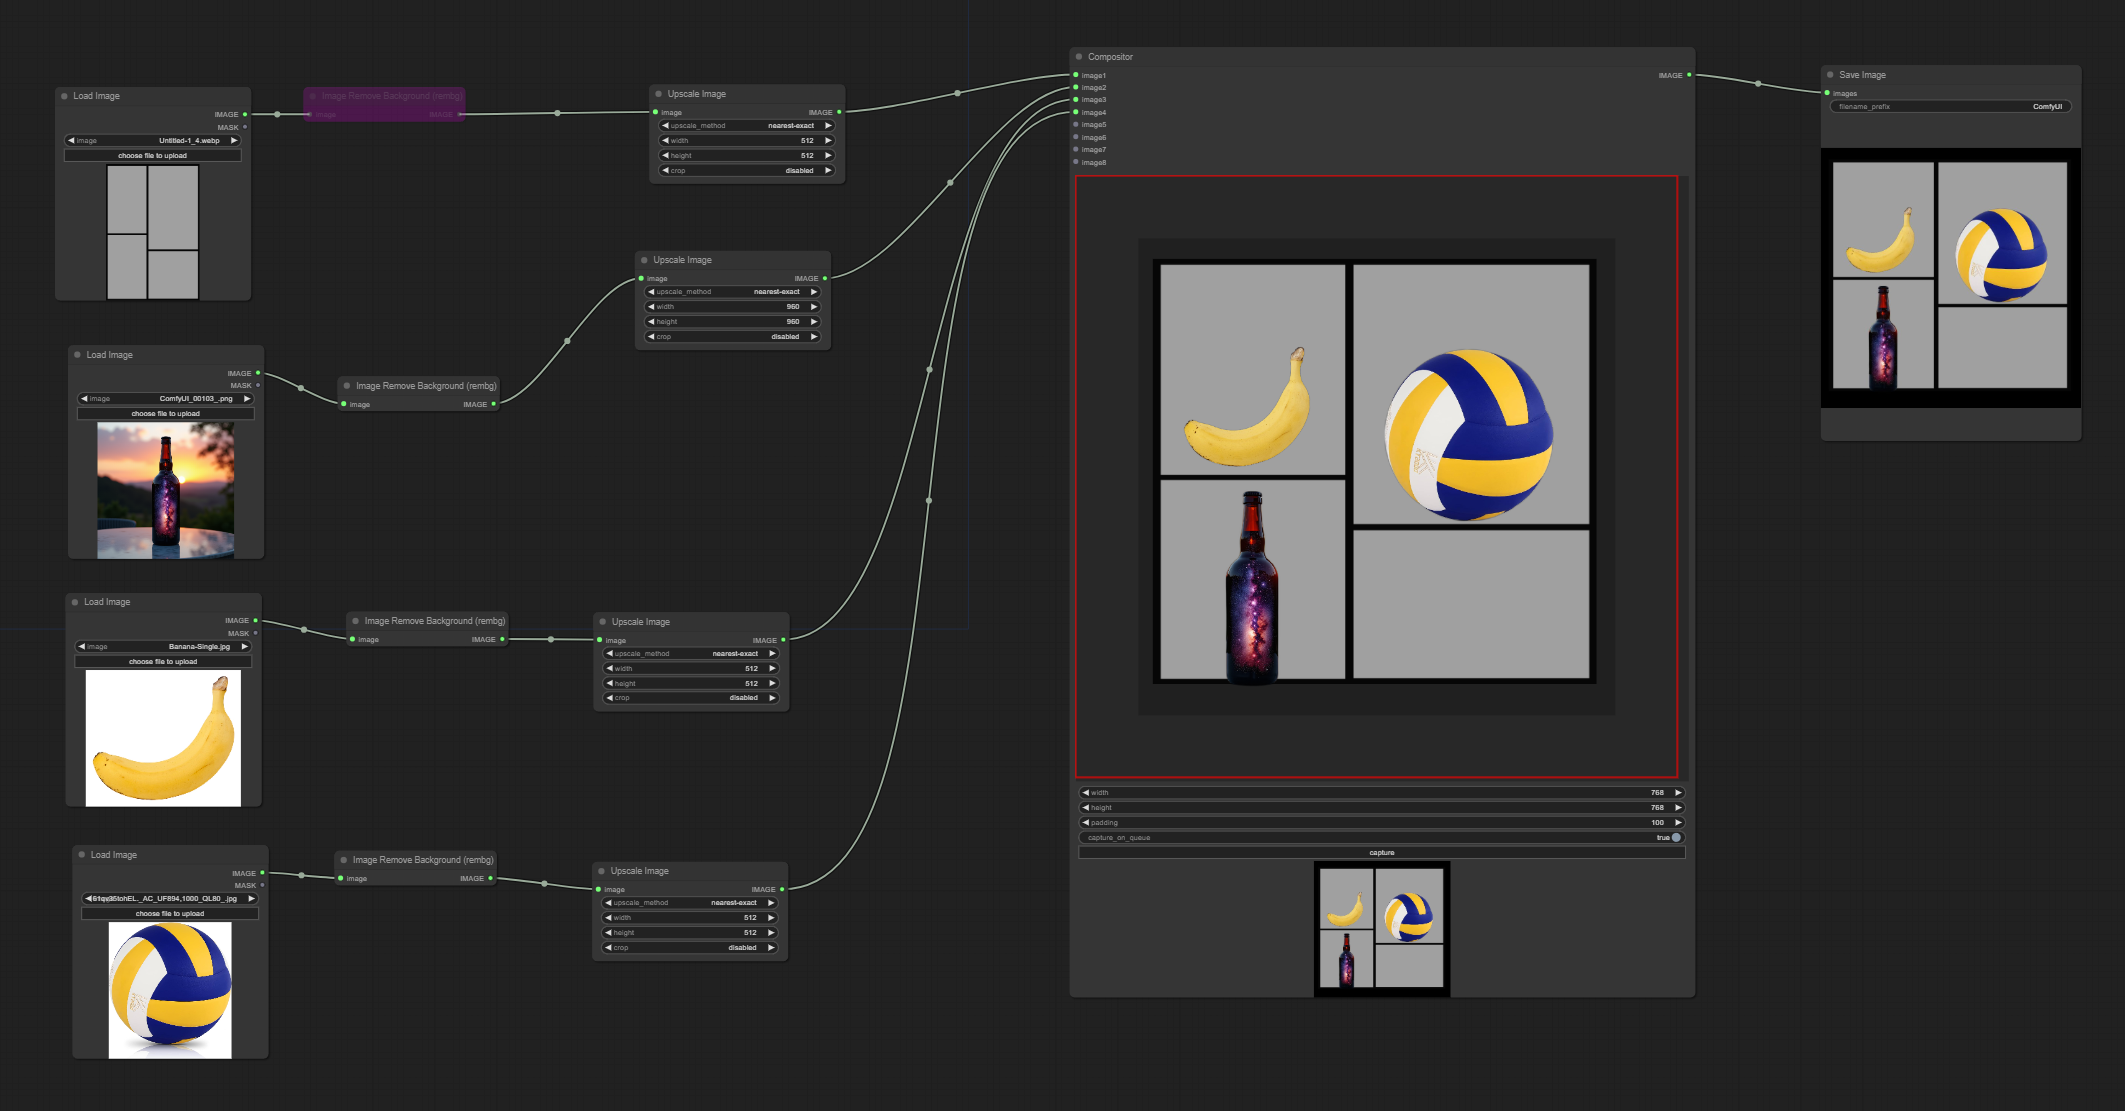 Load Image
IMAGE
MASK
image Untitled-1_4.webp
choose file to upload
Image Remove Background (rembg)
image IMAGE
Upscale Image
image IMAGE
upscale_method nearest-exact
width 512
height 512
crop disabled
Load Image
IMAGE
MASK
image ComfyUI_00103_.png
choose file to upload
Image Remove Background (rembg)
image IMAGE
Upscale Image
image IMAGE
upscale_method nearest-exact
width 960
height 960
crop disabled
Load Image
IMAGE
MASK
image Banana-Single.jpg
choose file to upload
Image Remove Background (rembg)
image IMAGE
Upscale Image
image IMAGE
upscale_method nearest-exact
width 512
height 512
crop disabled
Load Image
IMAGE
MASK
choose file to upload
Image Remove Background (rembg)
image IMAGE
Upscale Image
image IMAGE
upscale_method nearest-exact
width 512
height 512
crop disabled
Compositor
image1 IMAGE
image2
image3
image4
image5
image6
image7
image8
width 768
height 768
padding 100
capture_on_queue true
capture
Save Image
images
filename_prefix ComfyUI